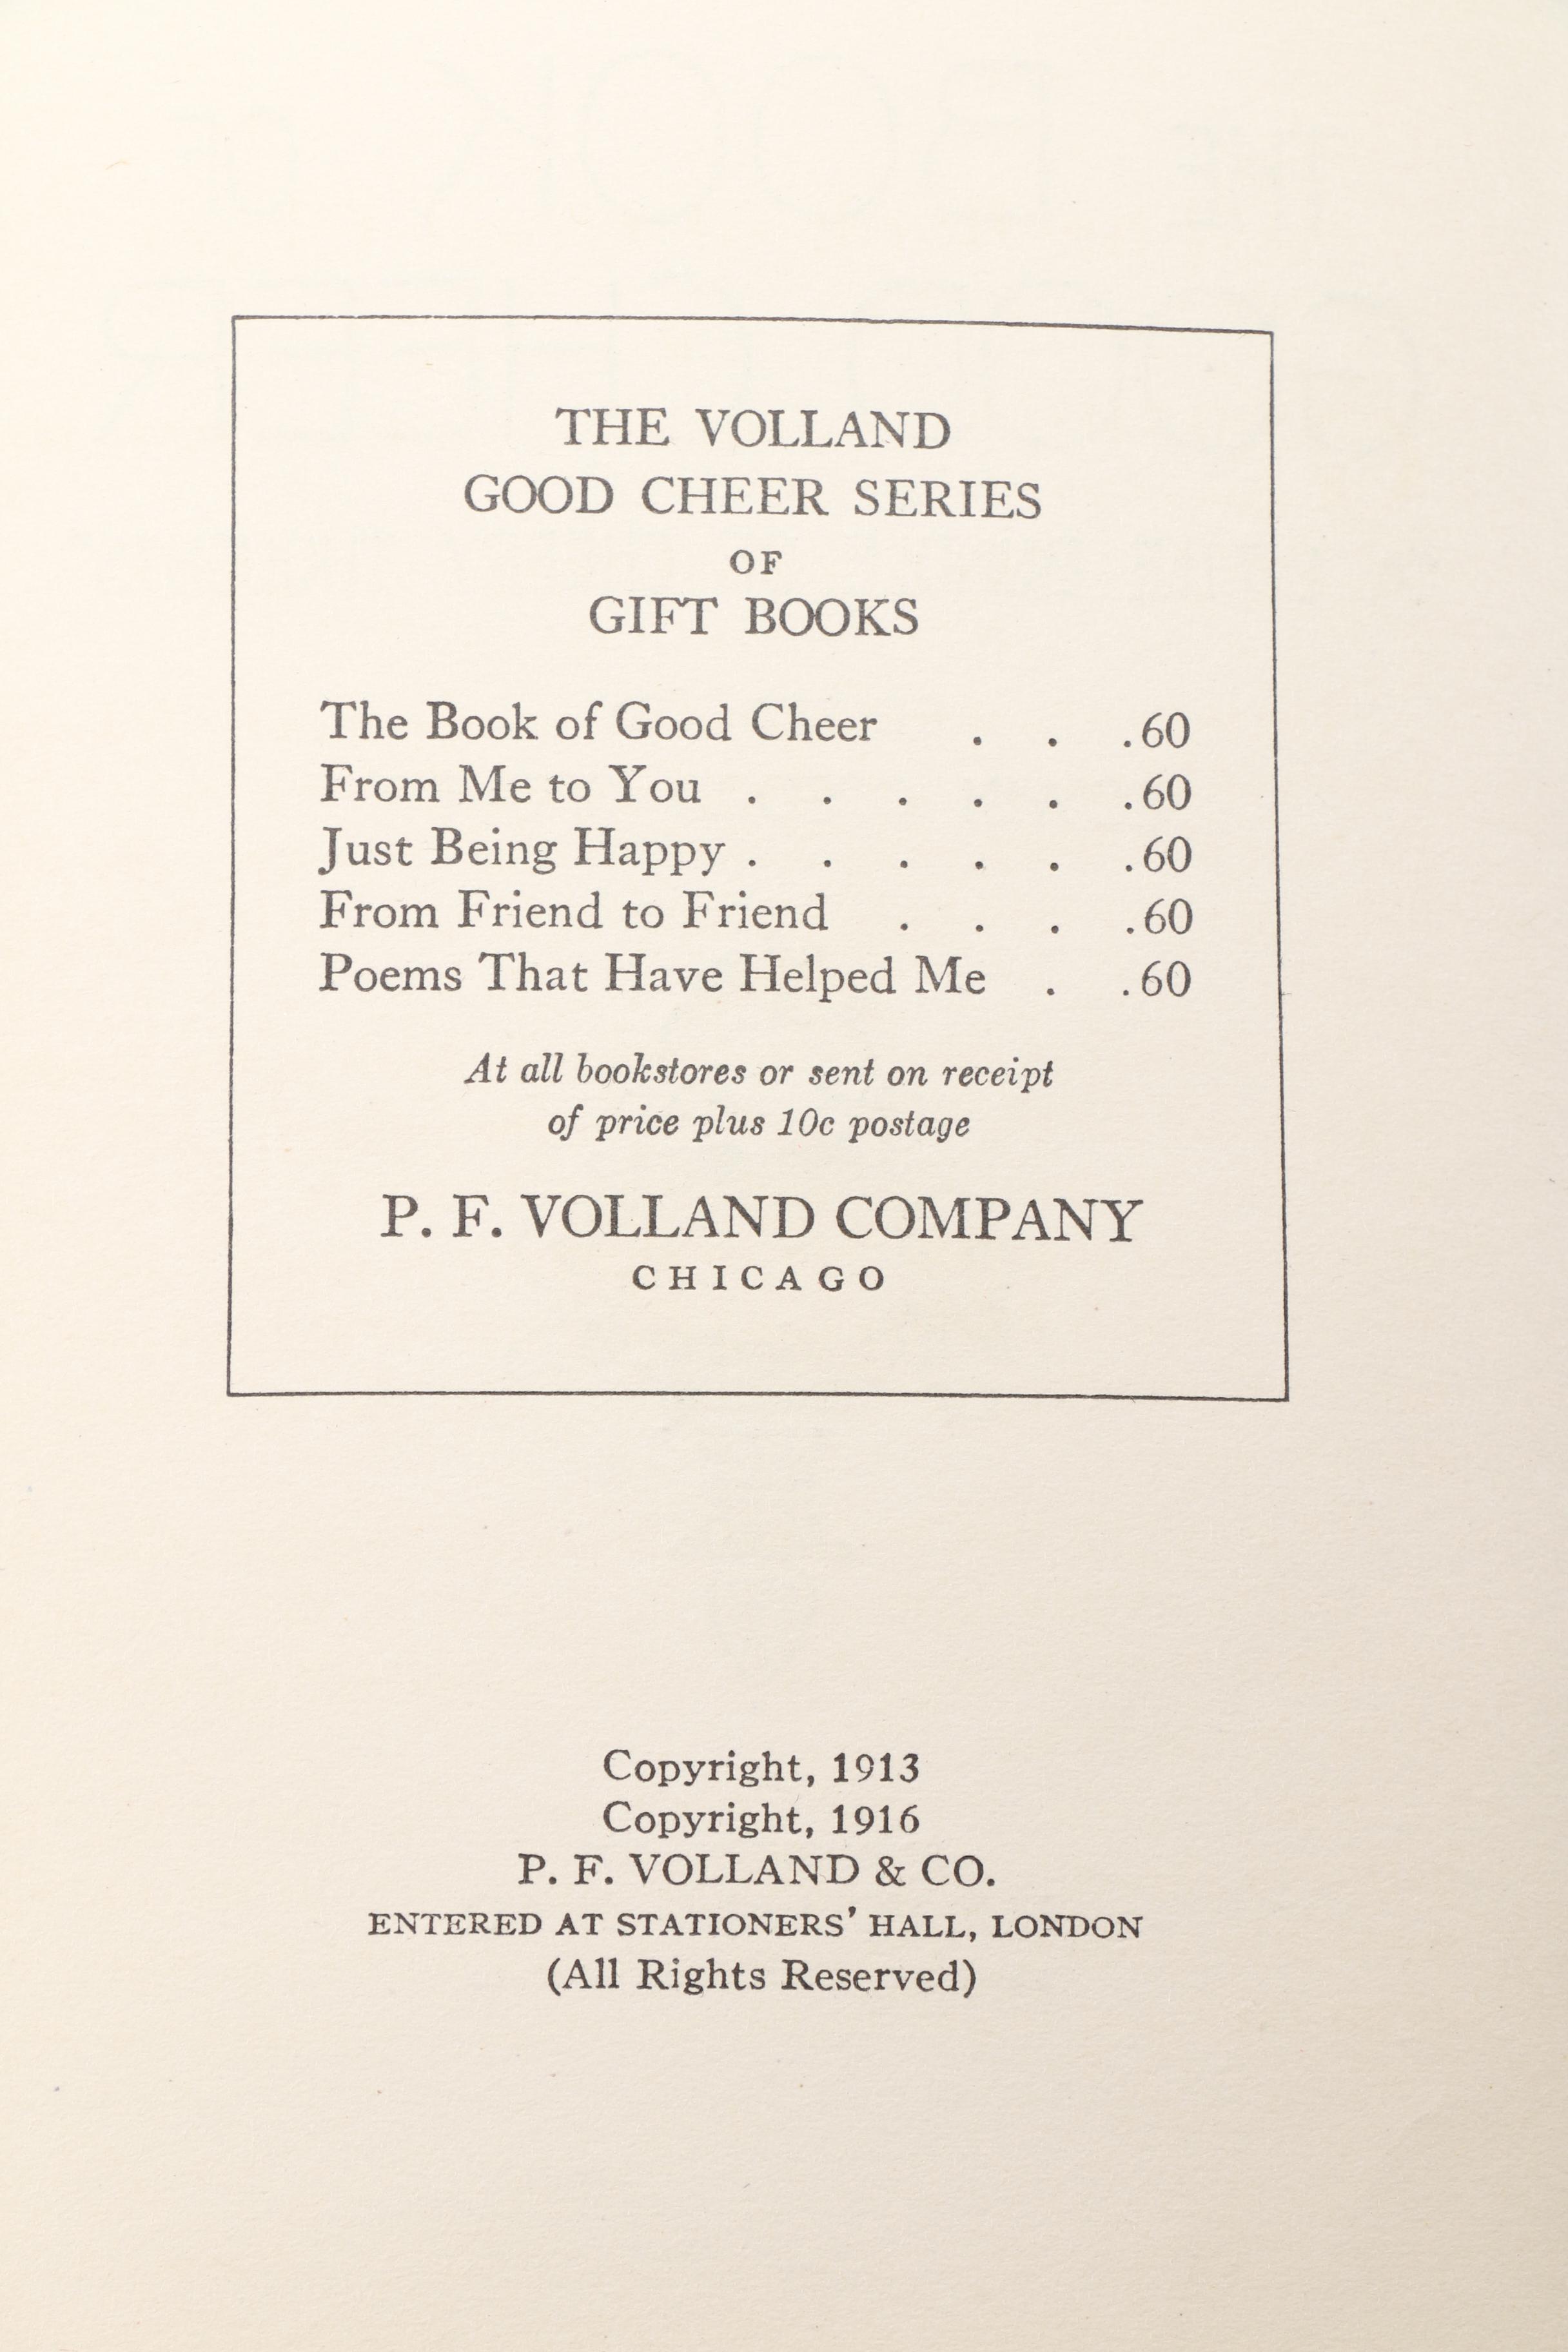 THE VOLLAND
GOOD CHEER SERIES
OF
GIFT BOOKS
The Book of Good Cheer . . .60
From Me to You . . . . . .60
Just Being Happy . . . . . .60
From Friend to Friend . . . .60
Poems That Have Helped Me . .60
At all bookstores or sent on receipt
of price plus 10c postage
P. F. VOLLAND COMPANY
CHICAGO
Copyright, 1913
Copyright, 1916
P. F. VOLLAND & CO.
ENTERED AT STATIONERS' HALL, LONDON
(All Rights Reserved)